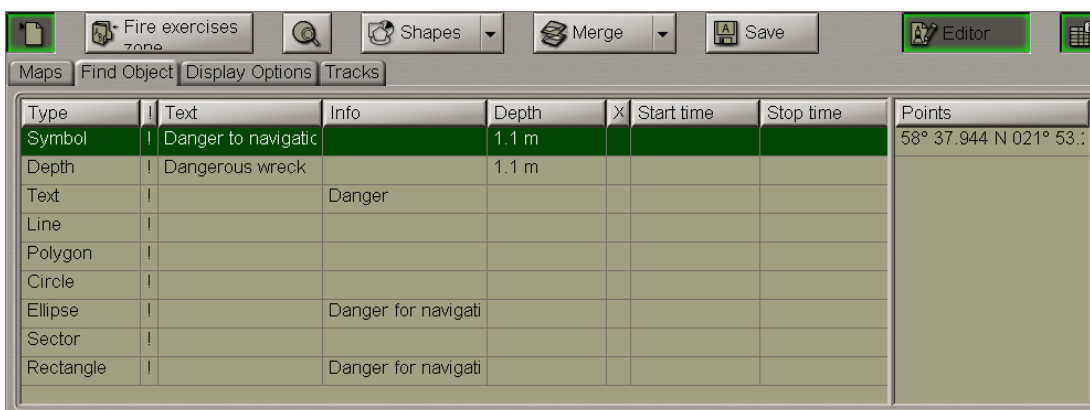 Fire exercises
zone
Shapes
Merge
Save
Editor
Maps Find Object Display Options Tracks
Type ! Text Info Depth X Start time Stop time Points
Symbol ! Danger to navigatic 1.1 m 58° 37.944 N 021° 53.
Depth ! Dangerous wreck 1.1 m
Text ! Danger
Line !
Polygon !
Circle !
Ellipse ! Danger for navigati
Sector !
Rectangle ! Danger for navigati